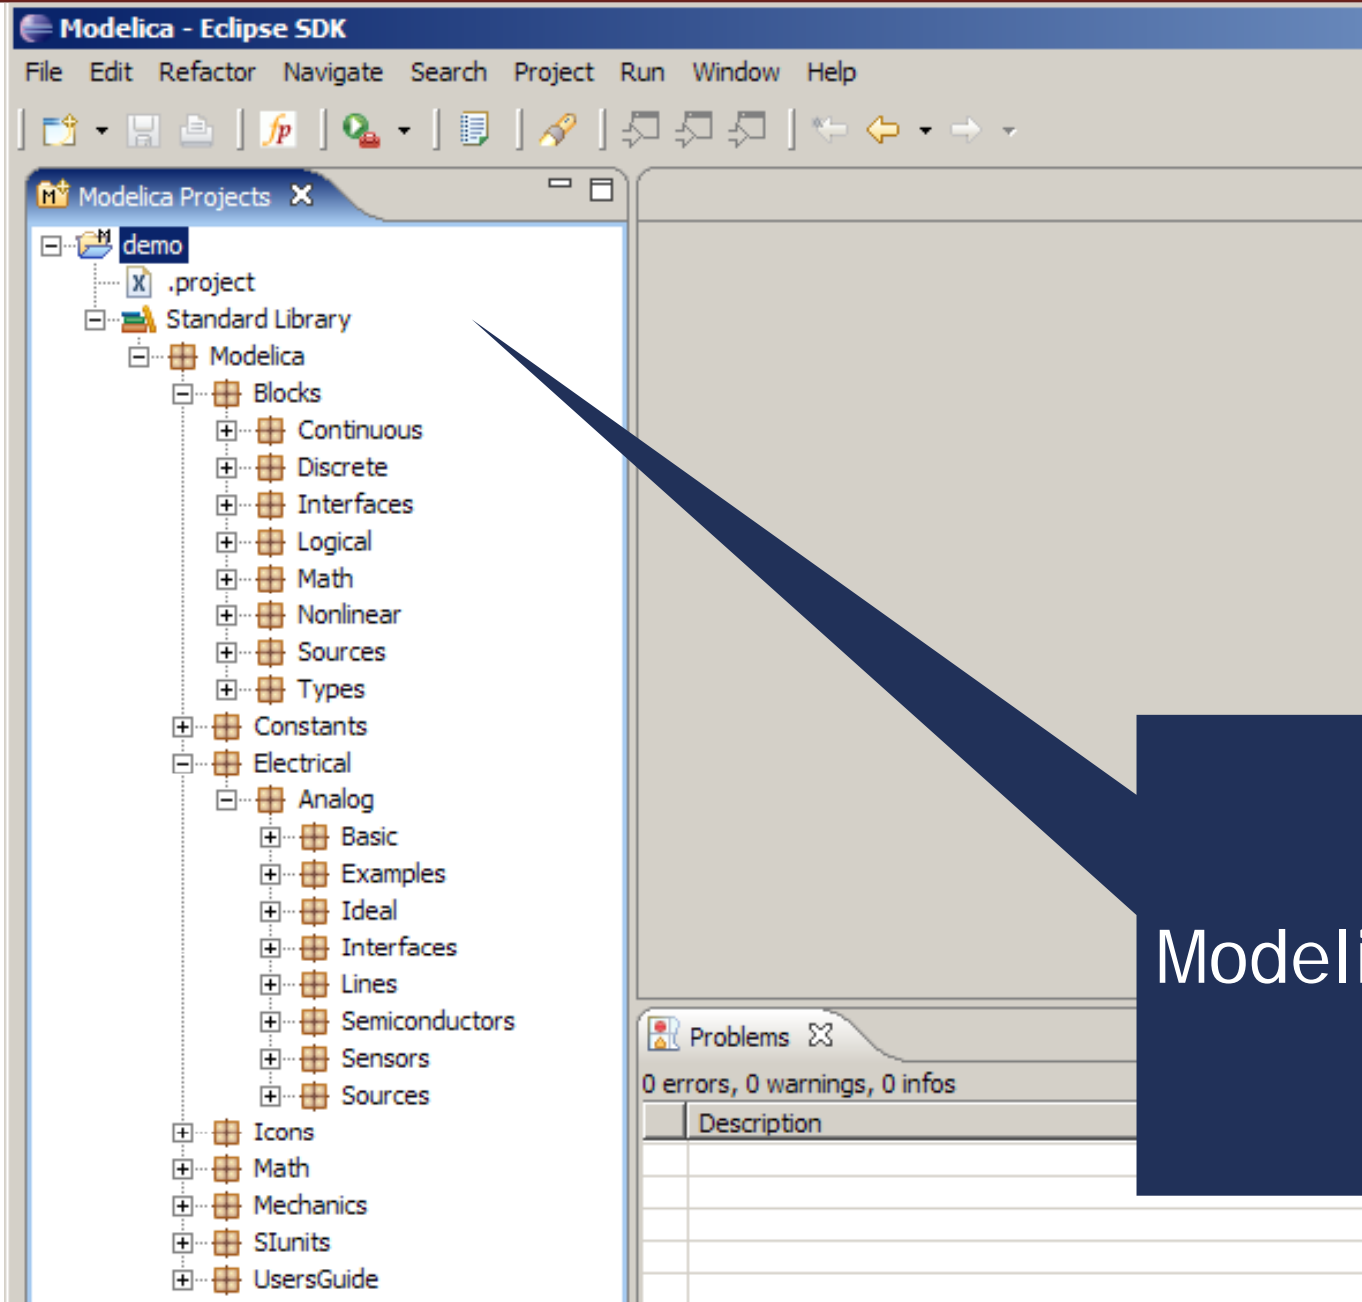 Modelica - Eclipse SDK
File Edit Refactor Navigate Search Project Run Window Help
Modelica Projects
demo
.project
Standard Library
Modelica
Blocks
Continuous
Discrete
Interfaces
Logical
Math
Nonlinear
Sources
Types
Constants
Electrical
Analog
Basic
Examples
Ideal
Interfaces
Lines
Semiconductors
Sensors
Sources
Icons
Math
Mechanics
SIunits
UsersGuide
Problems
0 errors, 0 warnings, 0 infos
Description